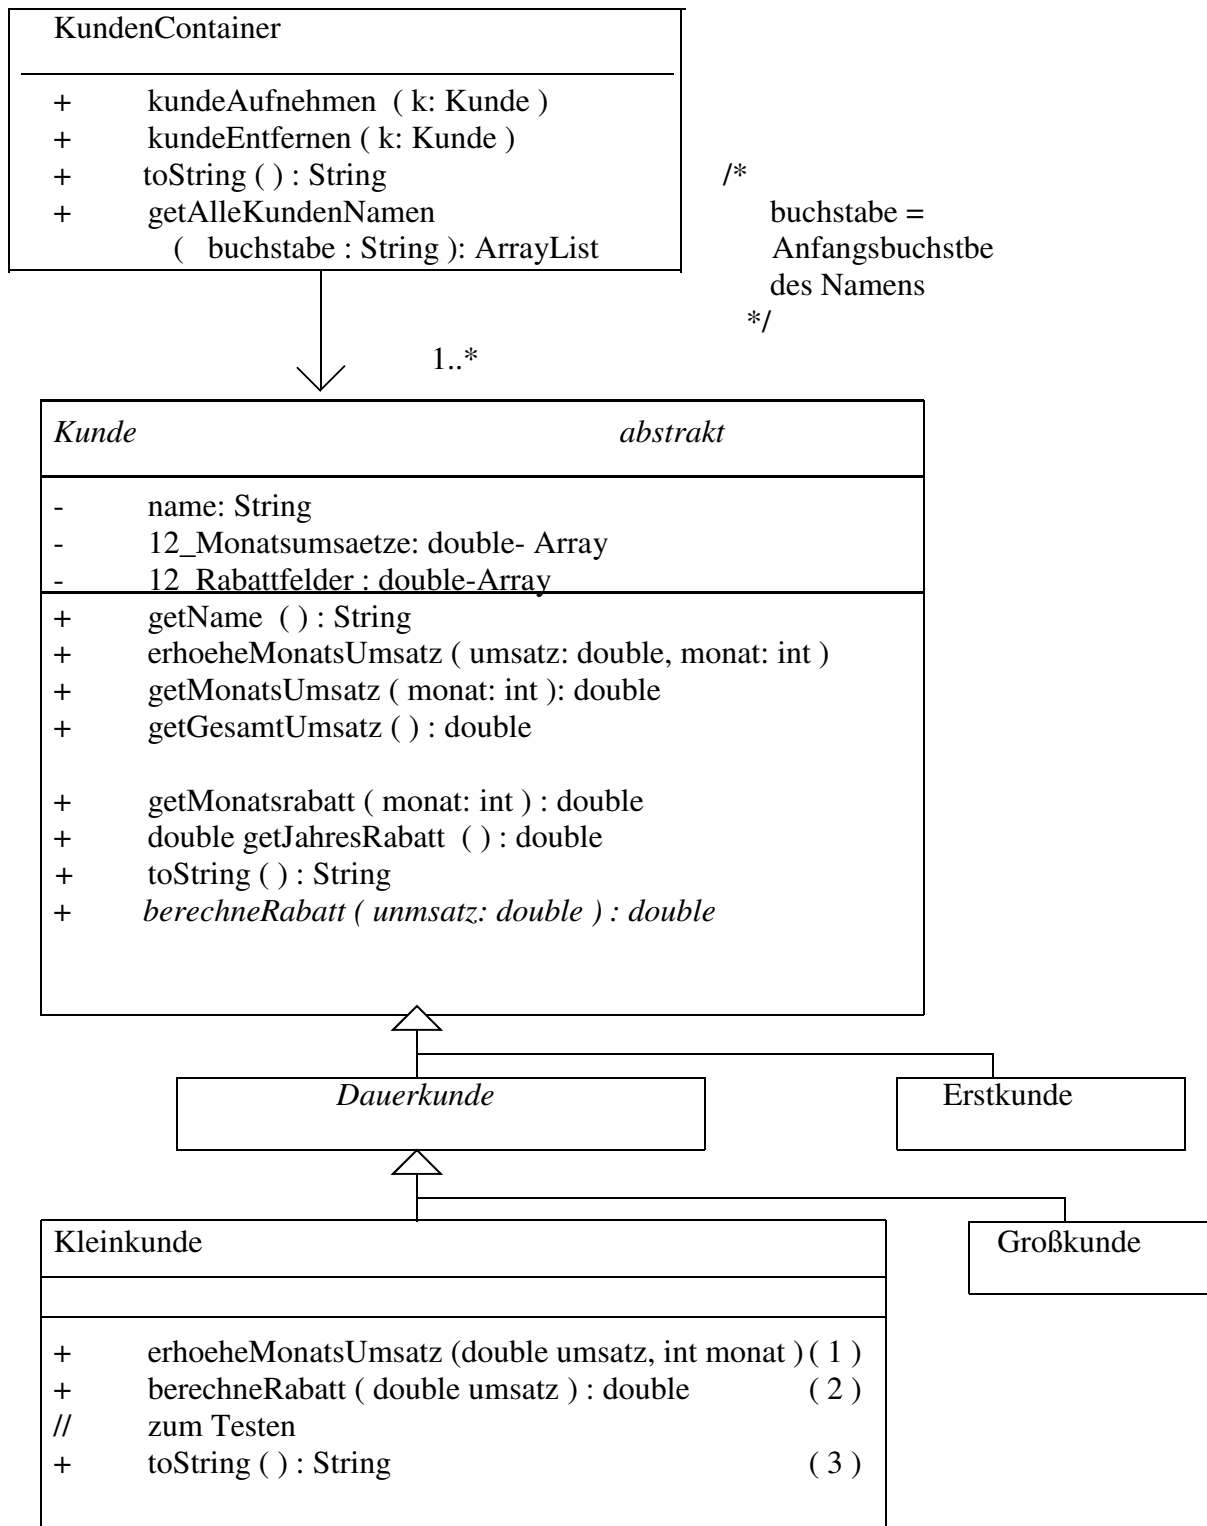 KundenContainer
+ kundeAufnehmen ( k: Kunde )
+ kundeEntfernen ( k: Kunde )
+ toString ( ) : String
+ getAlleKundenNamen
( buchstabe : String ): ArrayList
/*
buchstabe =
Anfangsbuchstbe
des Namens
*/
1..*
Kunde abstrakt
- name: String
- 12_Monatsumsaetze: double- Array
- 12_Rabattfelder : double-Array
+ getName ( ) : String
+ erhoeheMonatsUmsatz ( umsatz: double, monat: int )
+ getMonatsUmsatz ( monat: int ): double
+ getGesamtUmsatz ( ) : double
+ getMonatsrabatt ( monat: int ) : double
+ double getJahresRabatt ( ) : double
+ toString ( ) : String
+ berechneRabatt ( unmsatz: double ) : double
Dauerkunde
Erstkunde
Kleinkunde
Großkunde
+ erhoeheMonatsUmsatz (double umsatz, int monat ) ( 1 )
+ berechneRabatt ( double umsatz ) : double ( 2 )
// zum Testen
+ toString ( ) : String ( 3 )